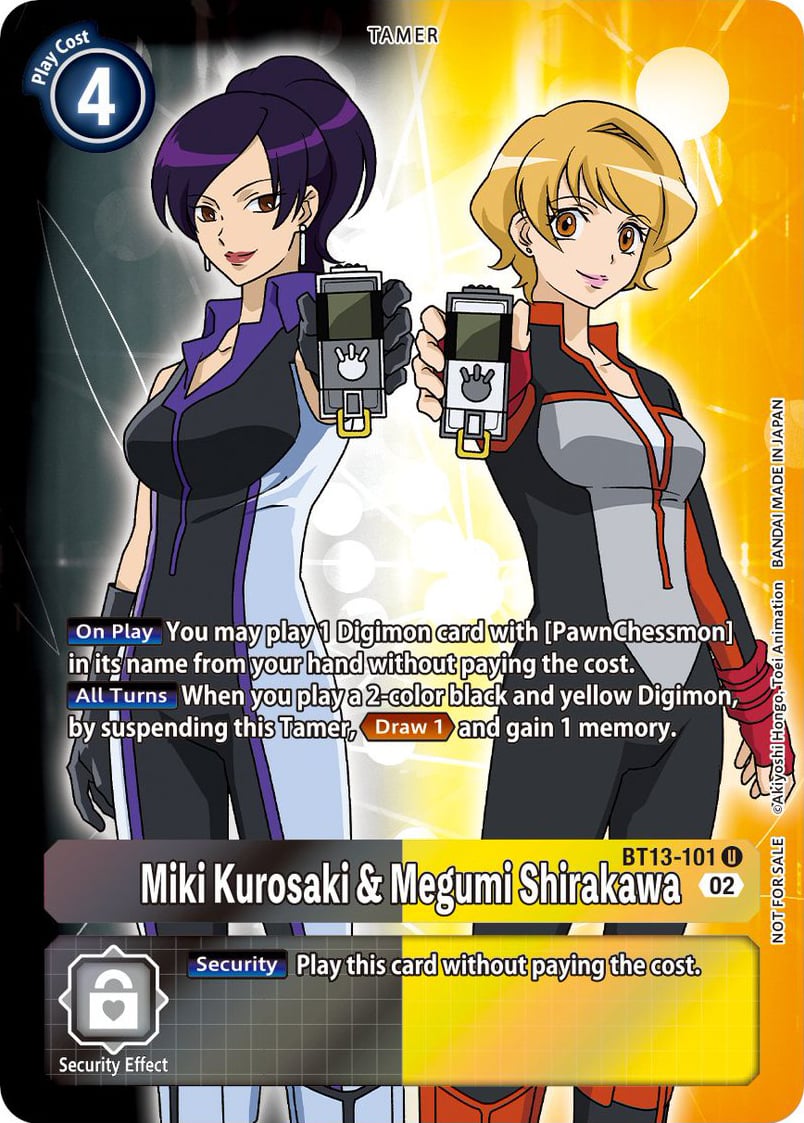 TAMER
Play Cost
4
On Play You may play 1 Digimon card with [PawnChessmon]
in its name from your hand without paying the cost.
All Turns When you play a 2-color black and yellow Digimon,
by suspending this Tamer, Draw 1 and gain 1 memory.
BT13-101 U
Miki Kurosaki & Megumi Shirakawa 02
Security Play this card without paying the cost.
Security Effect
©Akiyoshi Hongo, Toei Animation BANDAI MADE IN JAPAN
NOT FOR SALE